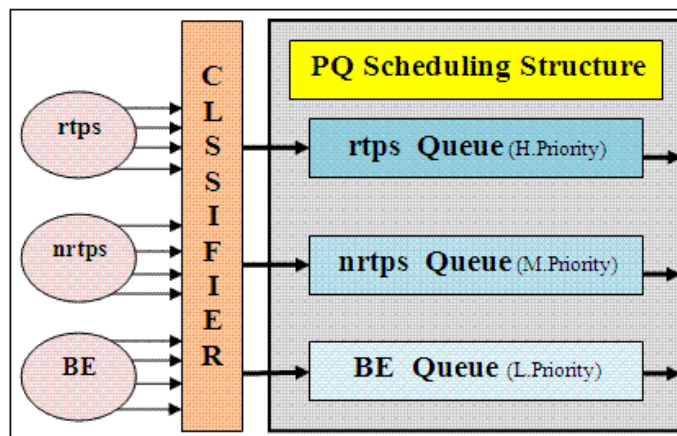 rtps
nrtps
BE
C
L
S
S
I
F
I
E
R
PQ Scheduling Structure
rtps Queue (H.Priority)
nrtps Queue (M.Priority)
BE Queue (L.Priority)